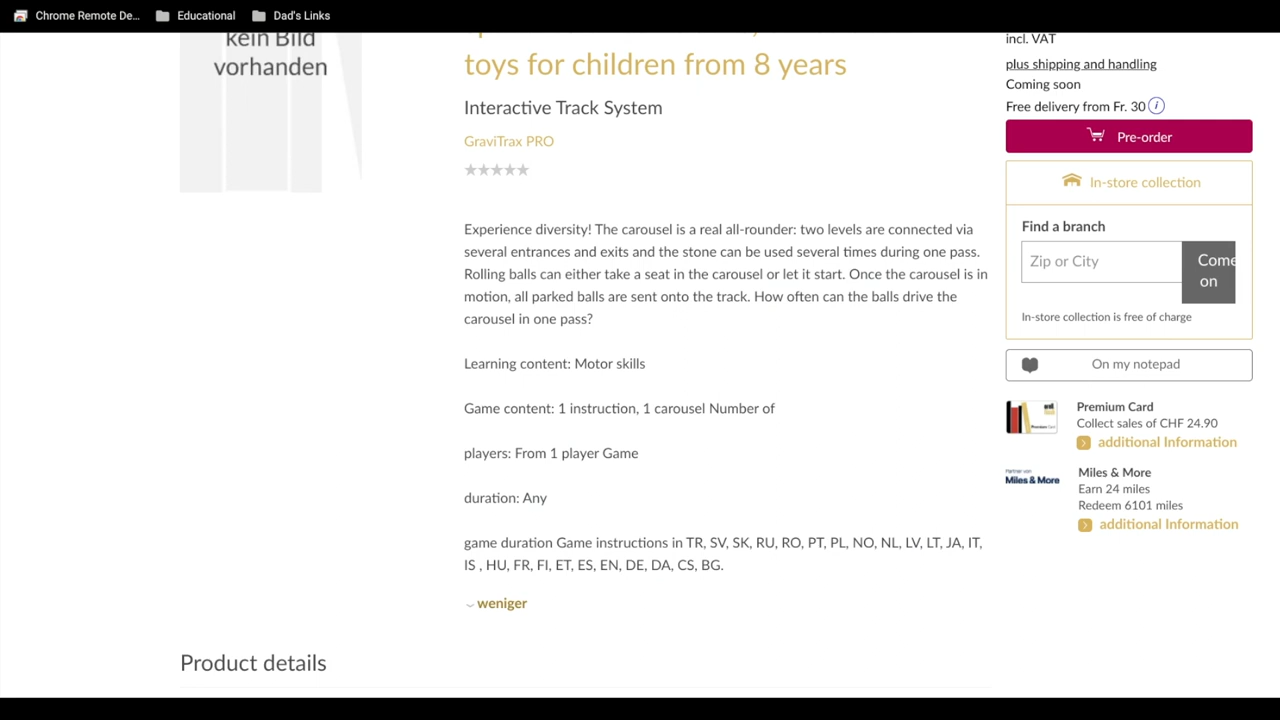 Chrome Remote De...
Educational
Dad's Links
kein Bild
vorhanden
toys for children from 8 years
Interactive Track System
GraviTrax PRO
Experience diversity! The carousel is a real all-rounder: two levels are connected via
several entrances and exits and the stone can be used several times during one pass.
Rolling balls can either take a seat in the carousel or let it start. Once the carousel is in
motion, all parked balls are sent onto the track. How often can the balls drive the
carousel in one pass?
Learning content: Motor skills
Game content: 1 instruction, 1 carousel Number of
players: From 1 player Game
duration: Any
game duration Game instructions in TR, SV, SK, RU, RO, PT, PL, NO, NL, LV, LT, JA, IT,
IS , HU, FR, FI, ET, ES, EN, DE, DA, CS, BG.
weniger
Product details
incl. VAT
plus shipping and handling
Coming soon
Free delivery from Fr. 30 i
Pre-order
In-store collection
Find a branch
Zip or City
Come
on
In-store collection is free of charge
On my notepad
Premium Card
Collect sales of CHF 24.90
additional Information
Miles & More
Miles & More
Earn 24 miles
Redeem 6101 miles
additional Information